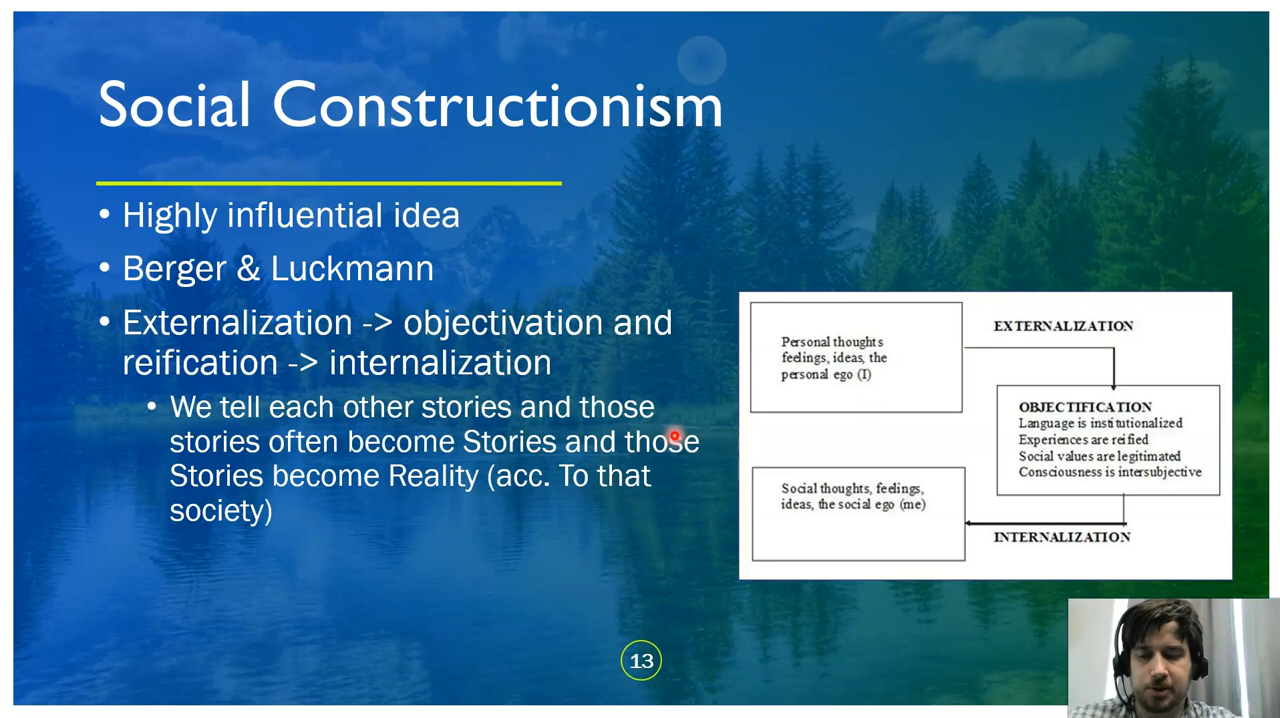 Social Constructionism
• Highly influential idea
• Berger & Luckmann
• Externalization -> objectivation and
reification -> internalization
• We tell each other stories and those
stories often become Stories and those
Stories become Reality (acc. To that
society)
Personal thoughts
feelings, ideas, the
personal ego (I)
EXTERNALIZATION
OBJECTIFICATION
Language is institutionalized
Experiences are reified
Social values are legitimated
Consciousness is intersubjective
Social thoughts, feelings,
ideas, the social ego (me)
INTERNALIZATION
13